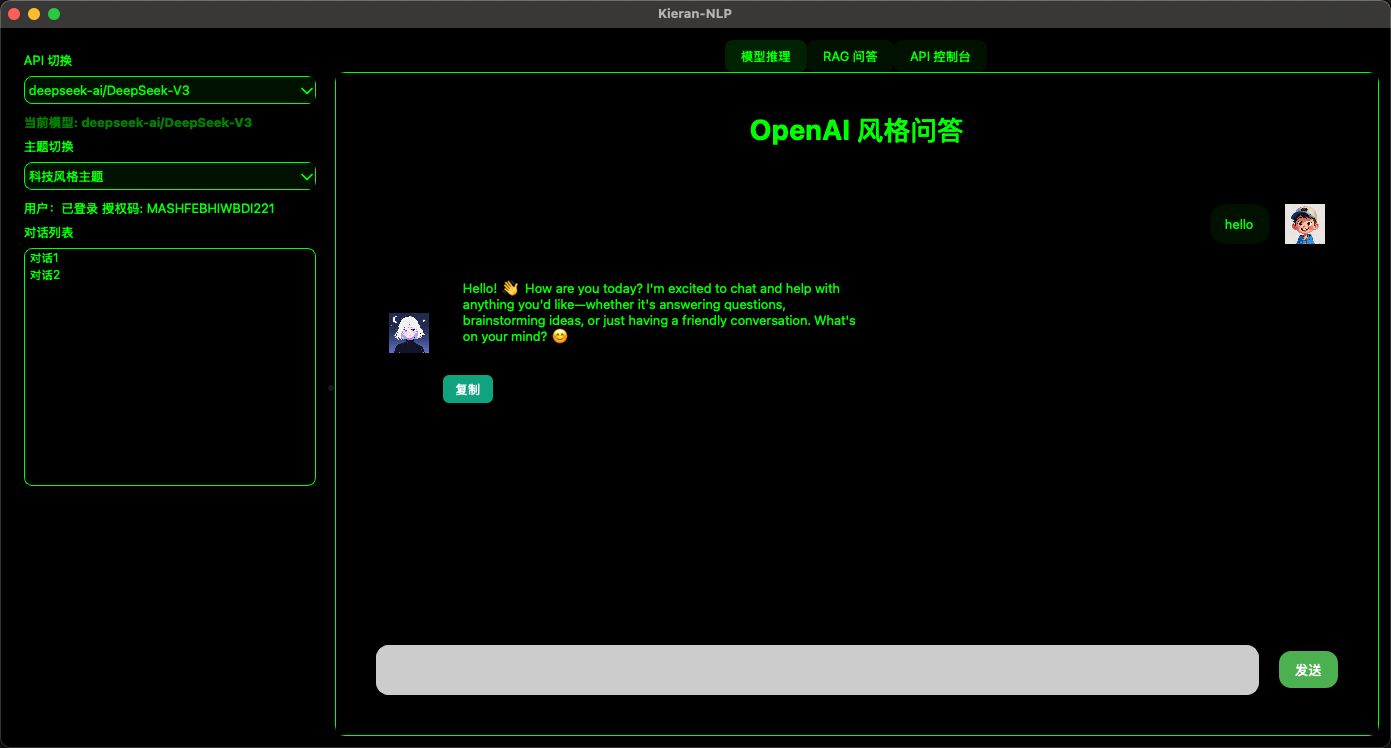 Kieran-NLP
API 切换
deepseek-ai/DeepSeek-V3
当前模型: deepseek-ai/DeepSeek-V3
主题切换
科技风格主题
用户：已登录 授权码: MASHFEBHIWBDI221
对话列表
对话1
对话2
模型推理
RAG 问答
API 控制台
OpenAI 风格问答
hello
Hello! 👋 How are you today? I'm excited to chat and help with
anything you'd like—whether it's answering questions,
brainstorming ideas, or just having a friendly conversation. What's
on your mind? 😊
复制
发送